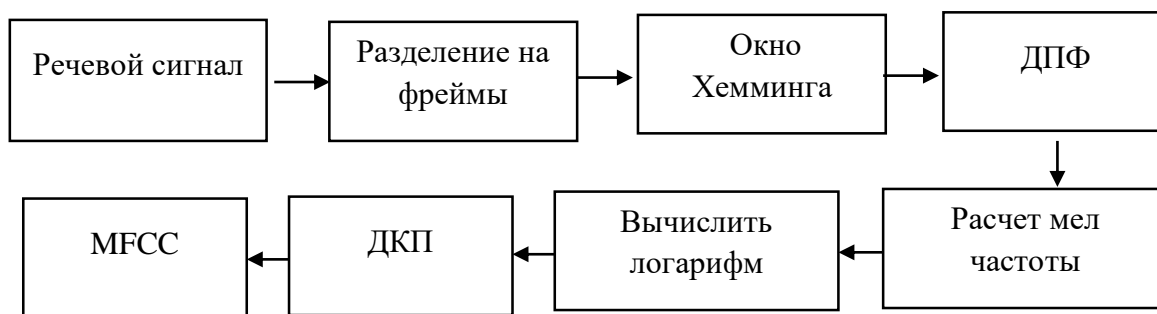 Речевой сигнал
Разделение на
фреймы
Окно
Хемминга
ДПФ
Расчет мел
частоты
Вычислить
логарифм
ДКП
MFCC